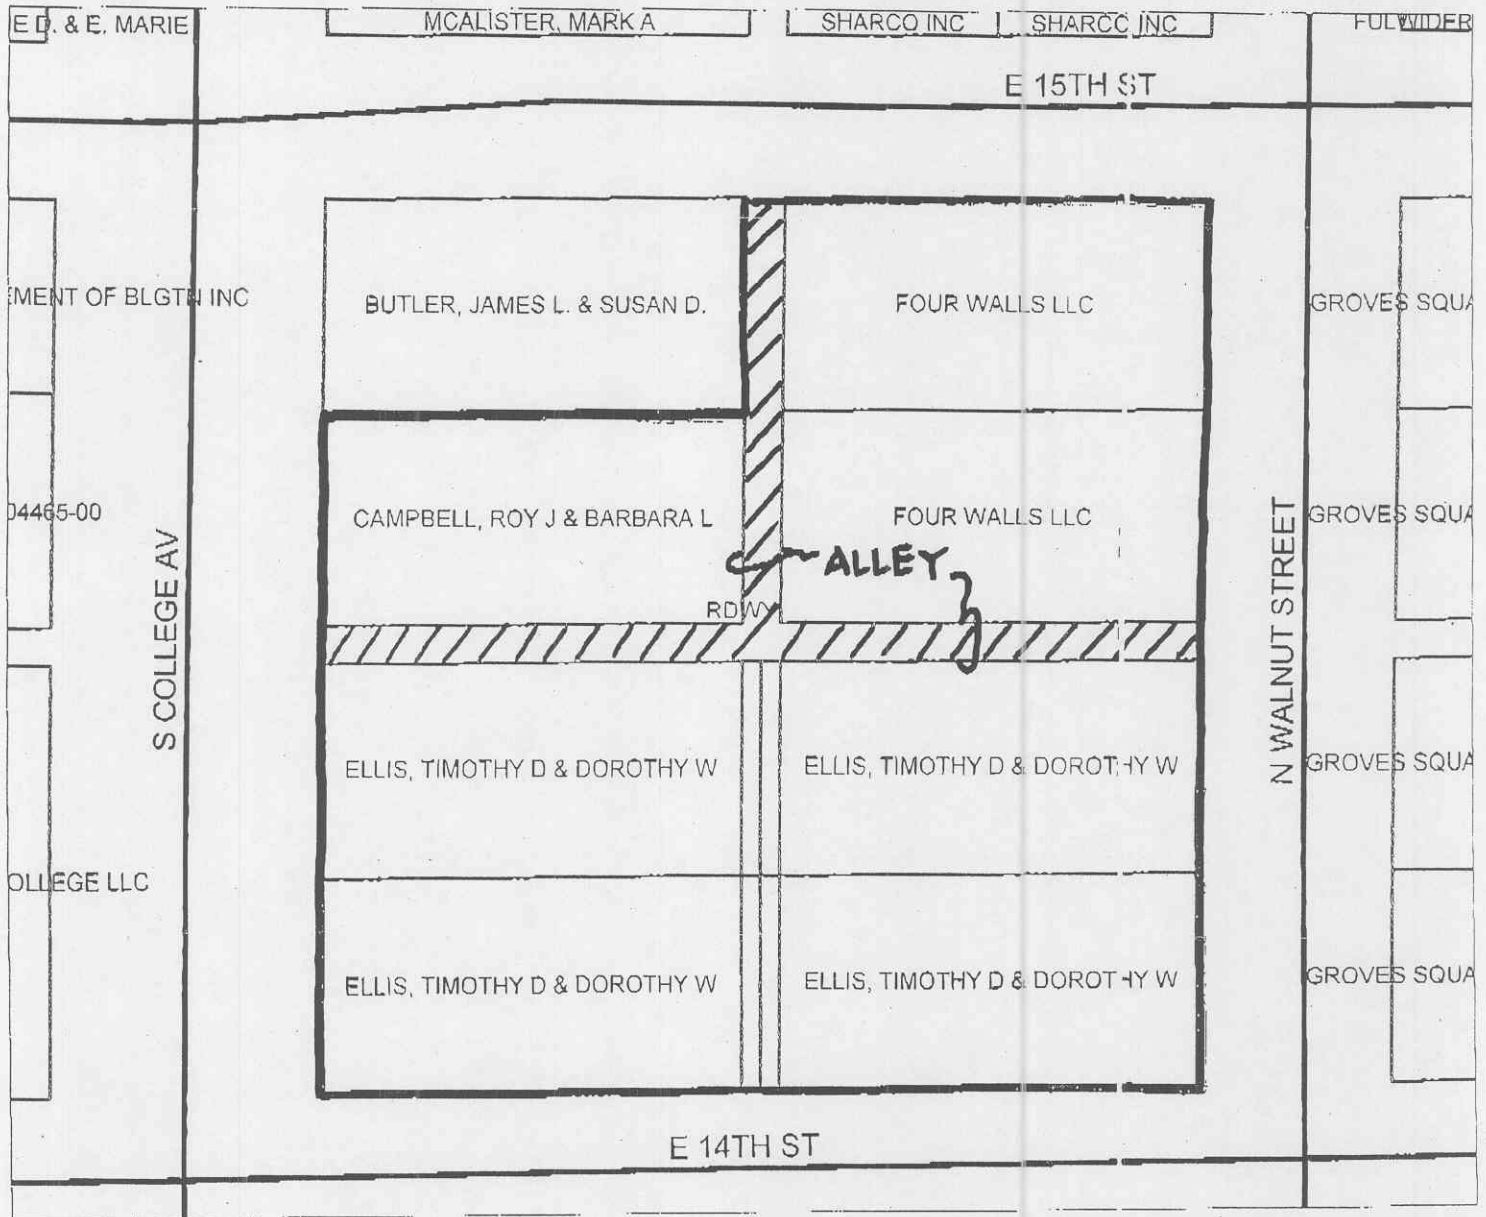 E D. & E. MARIE
MCALISTER, MARK A
SHARCO INC
SHARCC INC
FULWIDER
E 15TH ST
EMENT OF BLGTN INC
BUTLER, JAMES L. & SUSAN D.
FOUR WALLS LLC
GROVES SQUA
04465-00
CAMPBELL, ROY J & BARBARA L
FOUR WALLS LLC
GROVES SQUA
ALLEY
RDWY
S COLLEGE AV
N WALNUT STREET
ELLIS, TIMOTHY D & DOROTHY W
ELLIS, TIMOTHY D & DOROTHY W
GROVES SQUA
OLLEGE LLC
ELLIS, TIMOTHY D & DOROTHY W
ELLIS, TIMOTHY D & DOROTHY W
GROVES SQUA
E 14TH ST